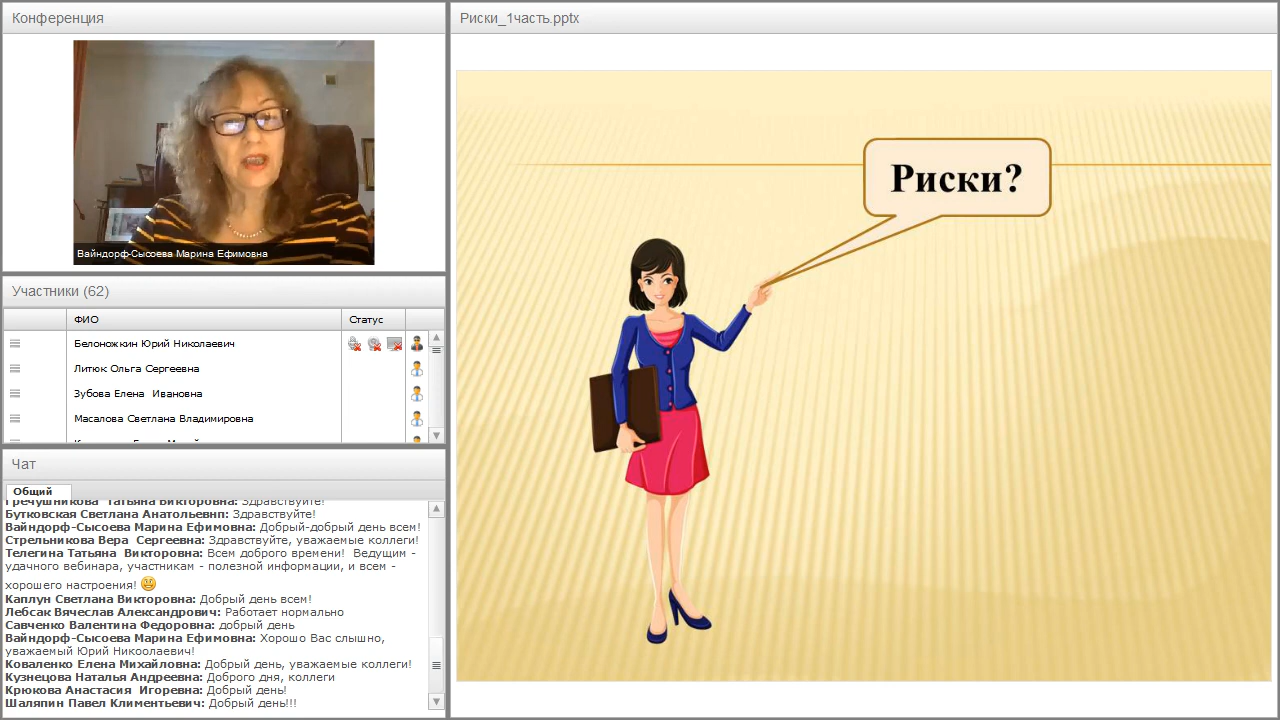 Конференция
Вайндорф-Сысоева Марина Ефимовна
Участники (62)
ФИО
Статус
Белоножкин Юрий Николаевич
Литюк Ольга Сергеевна
Зубова Елена Ивановна
Масалова Светлана Владимировна
Чат
Общий
Гречушникова Татьяна Викторовна: Здравствуйте!
Бутковская Светлана Анатольевнп: Здравствуйте!
Вайндорф-Сысоева Марина Ефимовна: Добрый-добрый день всем!
Стрельникова Вера Сергеевна: Здравствуйте, уважаемые коллеги!
Телегина Татьяна Викторовна: Всем доброго времени! Ведущим -
удачного вебинара, участникам - полезной информации, и всем -
хорошего настроения!
Каплун Светлана Викторовна: Добрый день всем!
Лебсак Вячеслав Александрович: Работает нормально
Савченко Валентина Федоровна: добрый день
Вайндорф-Сысоева Марина Ефимовна: Хорошо Вас слышно,
уважаемый Юрий Никоолаевич!
Коваленко Елена Михайловна: Добрый день, уважаемые коллеги!
Кузнецова Наталья Андреевна: Доброго дня, коллеги
Крюкова Анастасия Игоревна: Добрый день!
Шаляпин Павел Климентьевич: Добрый день!!!
Риски_1часть.pptx
Риски?